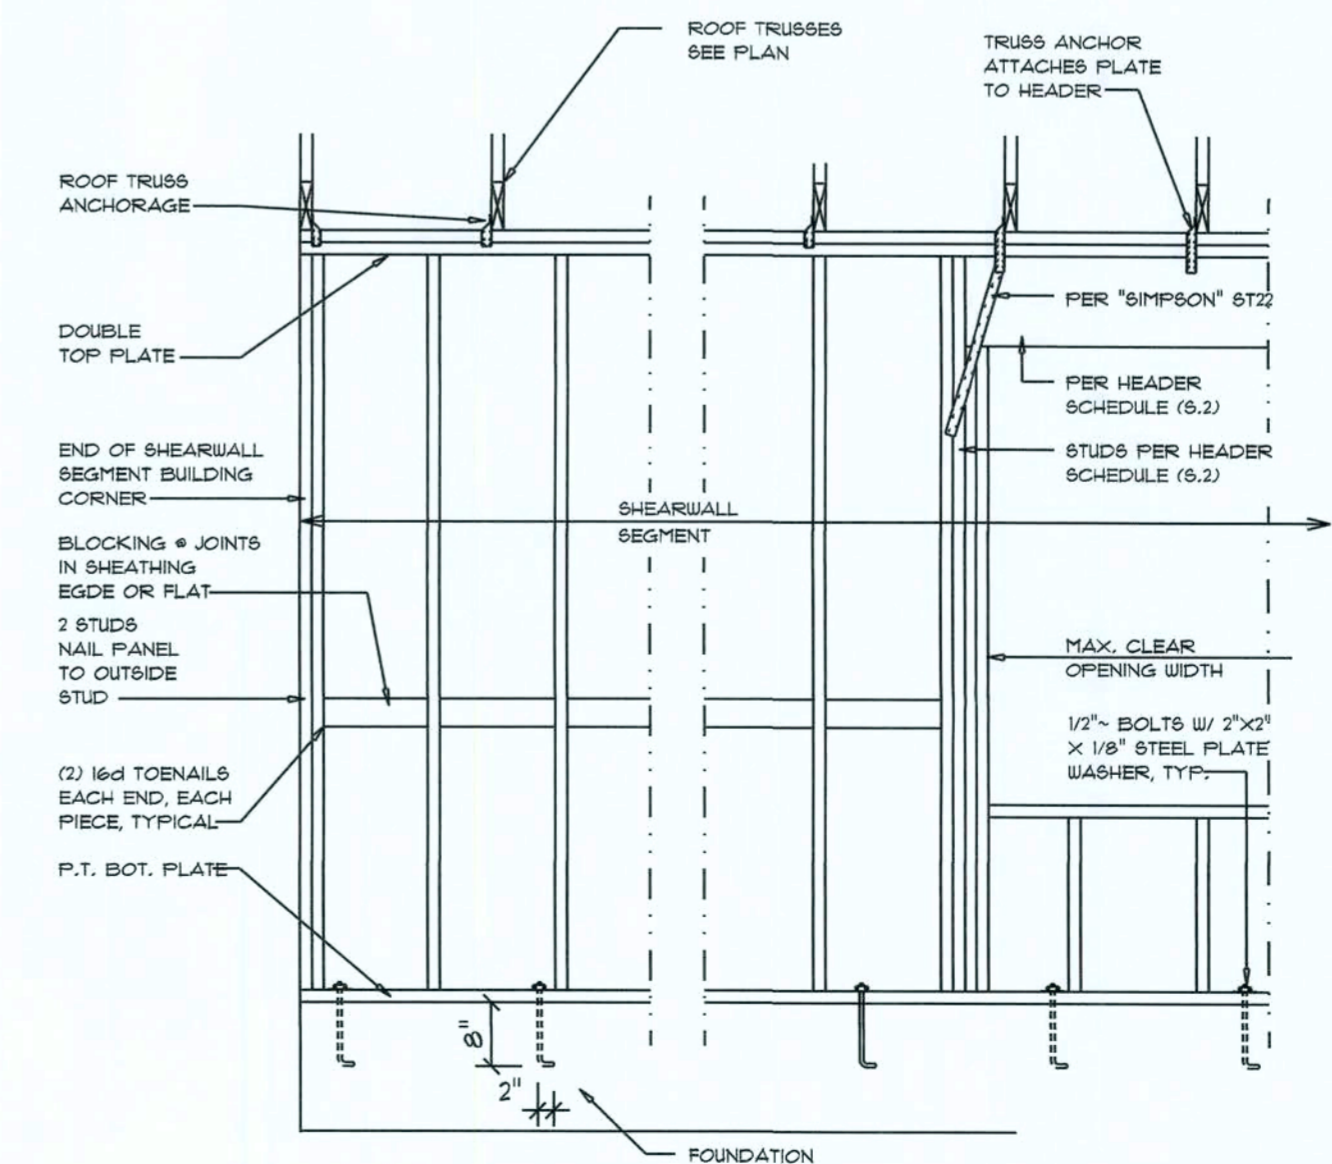 ROOF TRUSSES
SEE PLAN
TRUSS ANCHOR
ATTACHES PLATE
TO HEADER
ROOF TRUSS
ANCHORAGE
DOUBLE
TOP PLATE
PER "SIMPSON" ST22
PER HEADER
SCHEDULE (S.2)
STUDS PER HEADER
SCHEDULE (S.2)
END OF SHEARWALL
SEGMENT BUILDING
CORNER
SHEARWALL
SEGMENT
BLOCKING @ JOINTS
IN SHEATHING
EGDE OR FLAT
2 STUDS
NAIL PANEL
TO OUTSIDE
STUD
MAX. CLEAR
OPENING WIDTH
1/2"~ BOLTS W/ 2"X2"
X 1/8" STEEL PLATE
WASHER, TYP.
(2) 16d TOENAILS
EACH END, EACH
PIECE, TYPICAL
P.T. BOT. PLATE
8"
2"
FOUNDATION